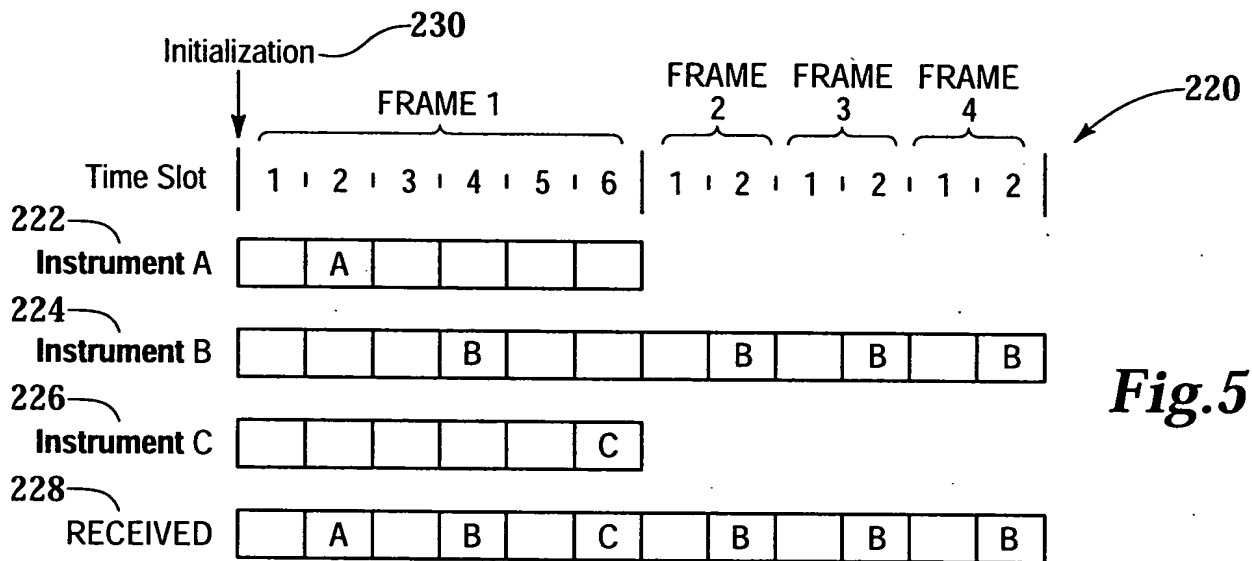 Initialization 230
FRAME 1 FRAME 2 FRAME 3 FRAME 4 220
Time Slot 1 2 3 4 5 6 1 2 1 2 1 2
222
Instrument A A
224
Instrument B B B B B
226
Instrument C C
228
RECEIVED A B C B B B
Fig.5